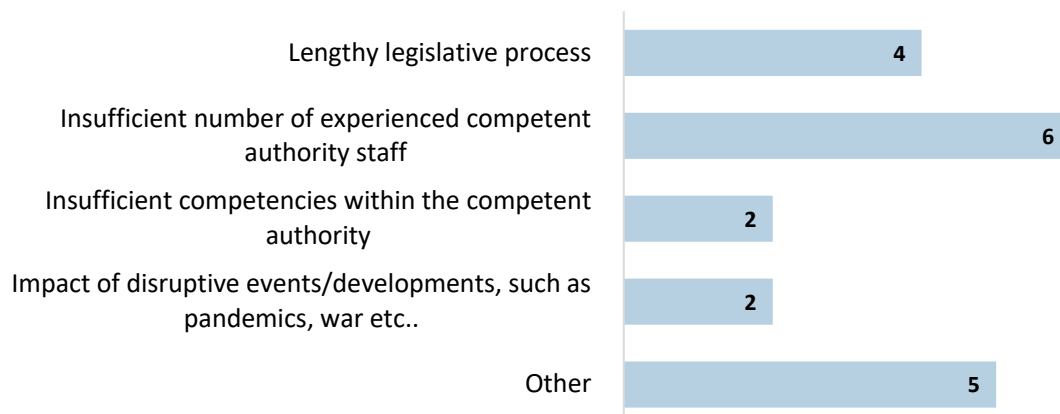 Lengthy legislative process
4
Insufficient number of experienced competent
authority staff
6
Insufficient competencies within the competent
authority
2
Impact of disruptive events/developments, such as
pandemics, war etc..
2
Other
5